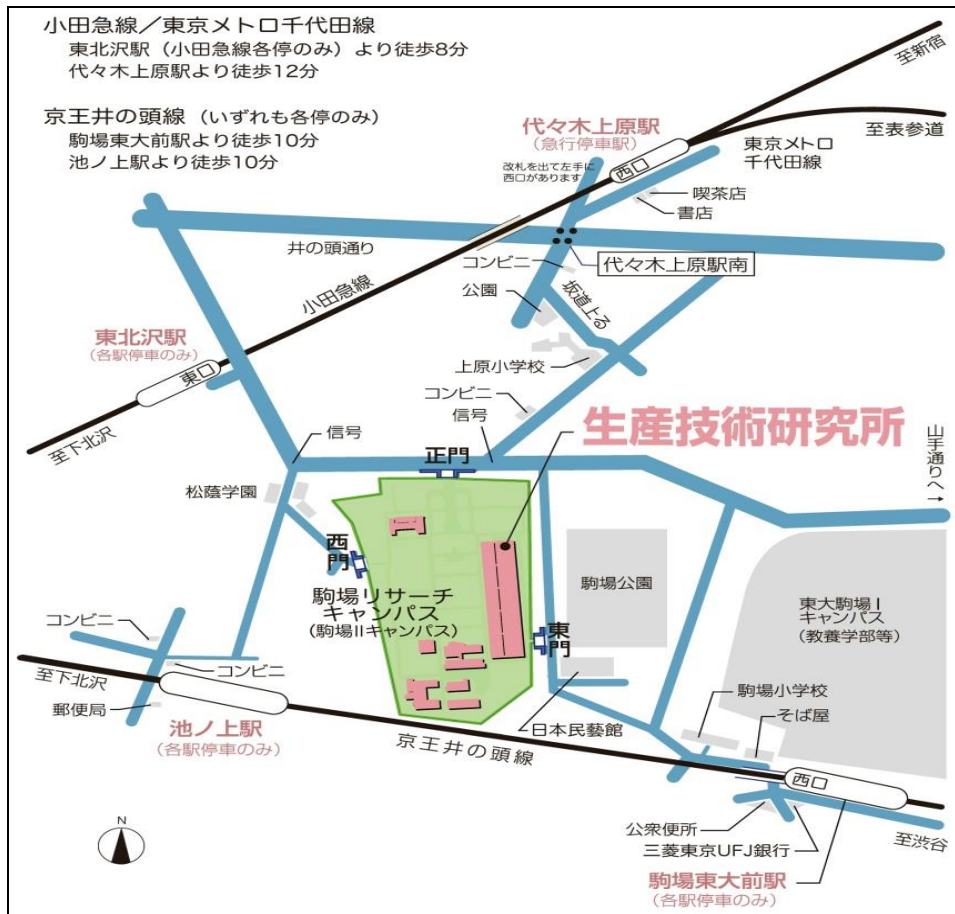 小田急線／東京メトロ千代田線
東北沢駅（小田急線各停のみ）より徒歩8分
代々木上原駅より徒歩12分
京王井の頭線（いずれも各停のみ）
駒場東大前駅より徒歩10分
池ノ上駅より徒歩10分
至新宿
代々木上原駅
（急行停車駅）
至表参道
東京メトロ
千代田線
改札を出て左手に
西口があります
西口
喫茶店
書店
井の頭通り
コンビニ
代々木上原駅南
小田急線
公園
坂道上る
東北沢駅
（各駅停車のみ）
東口
上原小学校
コンビニ
至下北沢
信号
信号
生産技術研究所
正門
山手通りへ→
松蔭学園
西門
駒場リサーチ
キャンパス
（駒場IIキャンパス）
駒場公園
東大駒場I
キャンパス
（教養学部等）
東門
コンビニ
コンビニ
至下北沢
郵便局
池ノ上駅
（各駅停車のみ）
京王井の頭線
日本民藝館
駒場小学校
そば屋
西口
N
公衆便所
三菱東京UFJ銀行
至渋谷
駒場東大前駅
（各駅停車のみ）